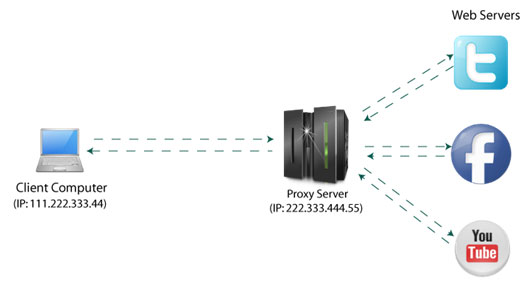 Web Servers
t
f
You
Tube
Client Computer
(IP: 111.222.333.44)
Proxy Server
(IP: 222.333.444.55)